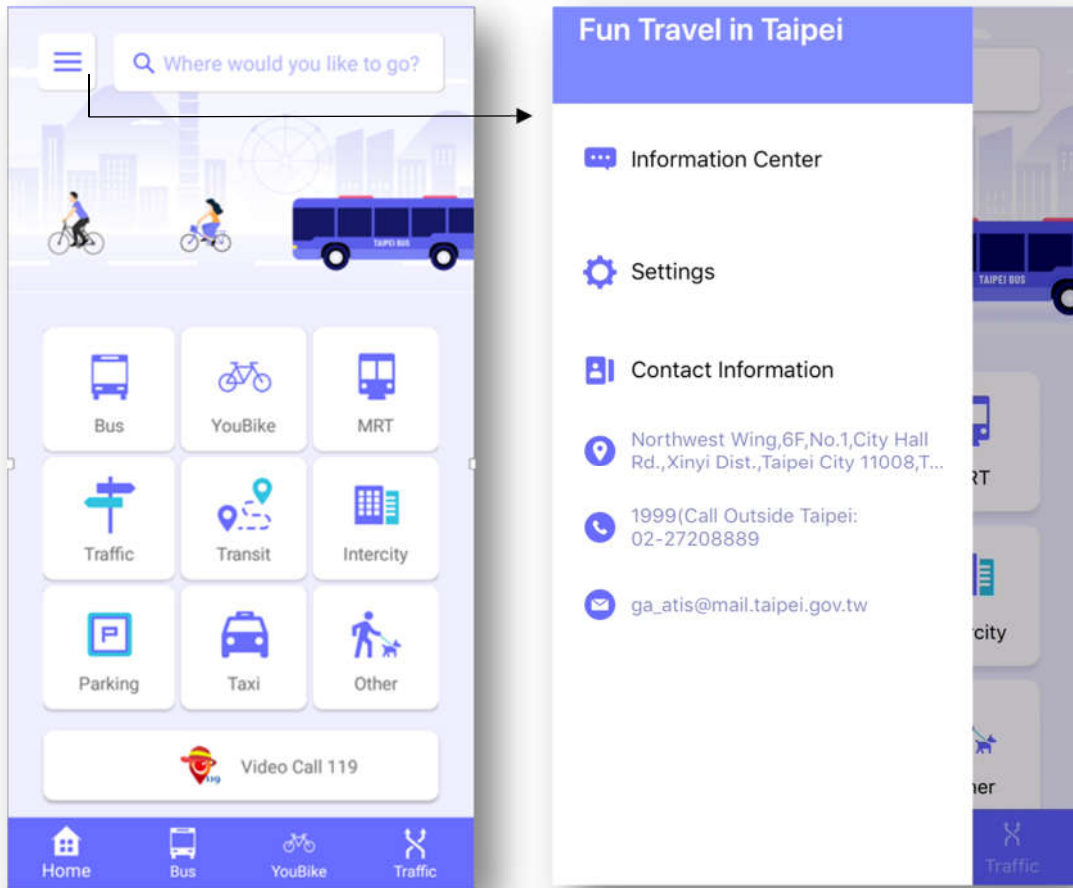 Where would you like to go?
TAIPEI BUS
Bus
YouBike
MRT
Traffic
Transit
Intercity
P
Parking
Taxi
Other
119
Video Call 119
Home
Bus
YouBike
Traffic
Fun Travel in Taipei
Information Center
Settings
Contact Information
Northwest Wing,6F,No.1,City Hall
Rd.,Xinyi Dist.,Taipei City 11008,T...
1999(Call Outside Taipei:
02-27208889
ga_atis@mail.taipei.gov.tw
TAIPEI BUS
RT
rcity
her
Traffic